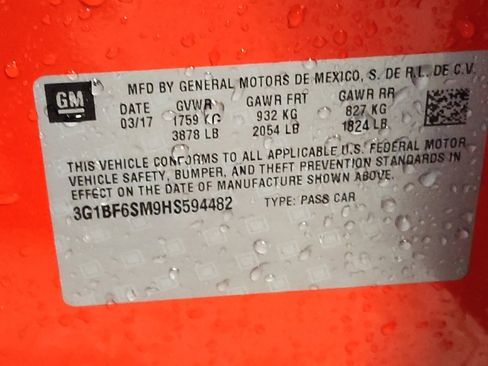 GM
MFD BY GENERAL MOTORS DE MEXICO, S. DE R.L. DE C.V.
DATE GVWR GAWR FRT GAWR RR
03/17 1759 KG 932 KG 827 KG
3878 LB 2054 LB 1824 LB
THIS VEHICLE CONFORMS TO ALL APPLICABLE U.S. FEDERAL MOTOR
VEHICLE SAFETY, BUMPER, AND THEFT PREVENTION STANDARDS IN
EFFECT ON THE DATE OF MANUFACTURE SHOWN ABOVE.
3G1BF6SM9HS594482 TYPE: PASS CAR